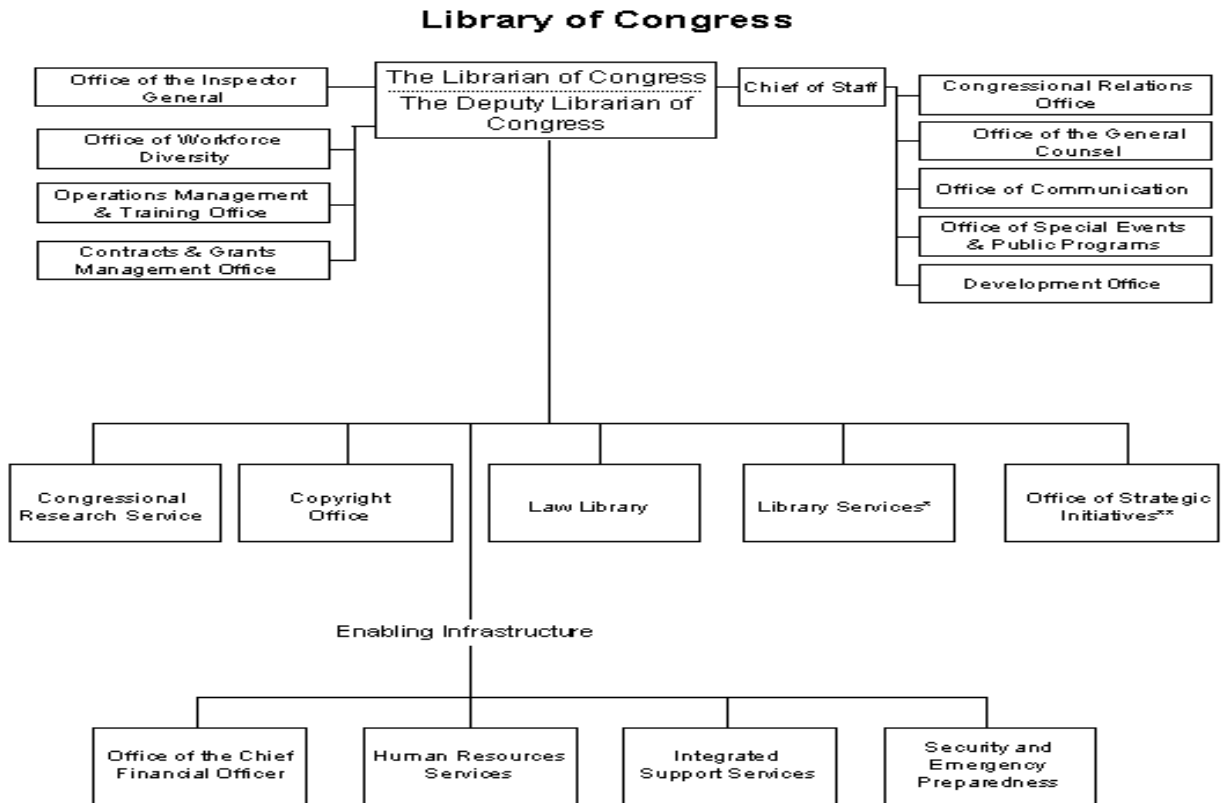 Library of Congress
Office of the Inspector
General
The Librarian of Congress
The Deputy Librarian of
Congress
Chief of Staff
Congressional Relations
Office
Office of Workforce
Diversity
Office of the General
Counsel
Operations Management
& Training Office
Office of Communication
Contracts & Grants
Management Office
Office of Special Events
& Public Programs
Development Office
Congressional
Research Service
Copyright
Office
Law Library
Library Services*
Office of Strategic
Initiatives**
Enabling Infrastructure
Office of the Chief
Financial Officer
Human Resources
Services
Integrated
Support Services
Security and
Emergency
Preparedness